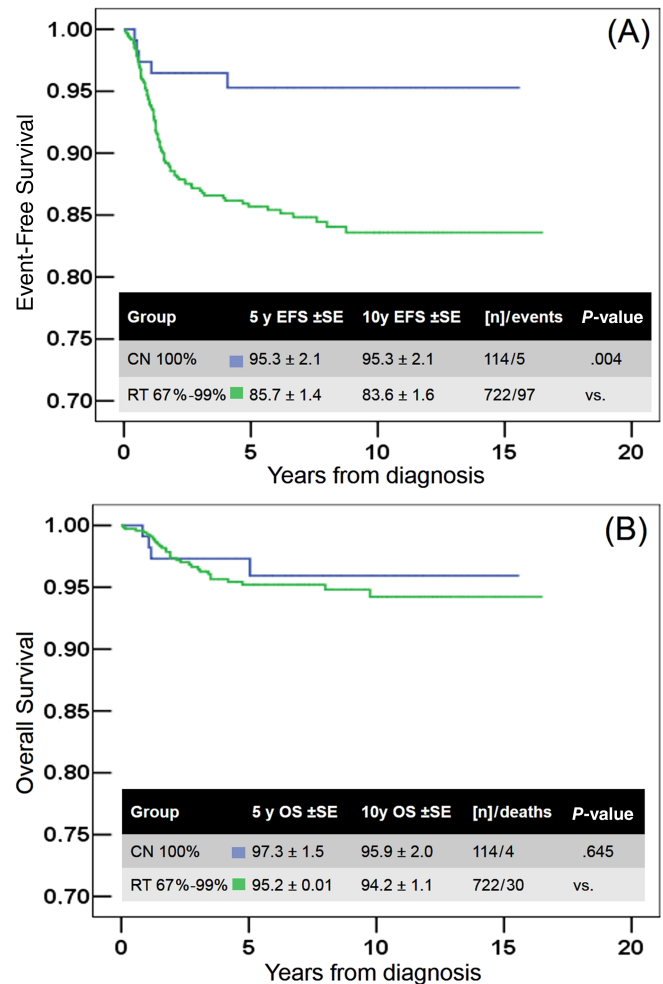 (A)
1.00
0.95
0.90
0.85
0.80
0.75
0.70
Event-Free Survival
Group 5 y EFS ±SE 10y EFS ±SE [n]/events P-value
CN 100% 95.3 ± 2.1 95.3 ± 2.1 114/5 .004
RT 67%-99% 85.7 ± 1.4 83.6 ± 1.6 722/97 vs.
0 5 10 15 20
Years from diagnosis
(B)
1.00
0.95
0.90
0.85
0.80
0.75
0.70
Overall Survival
Group 5 y OS ±SE 10y OS ±SE [n]/deaths P-value
CN 100% 97.3 ± 1.5 95.9 ± 2.0 114/4 .645
RT 67%-99% 95.2 ± 0.01 94.2 ± 1.1 722/30 vs.
0 5 10 15 20
Years from diagnosis